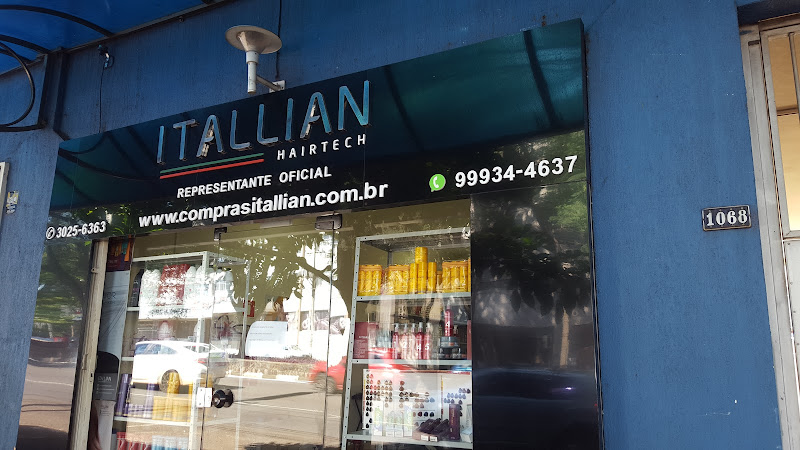 ITALLIAN
HAIRTECH
REPRESENTANTE OFICIAL
www.comprasitallian.com.br
3025-6363
99934-4637
1068